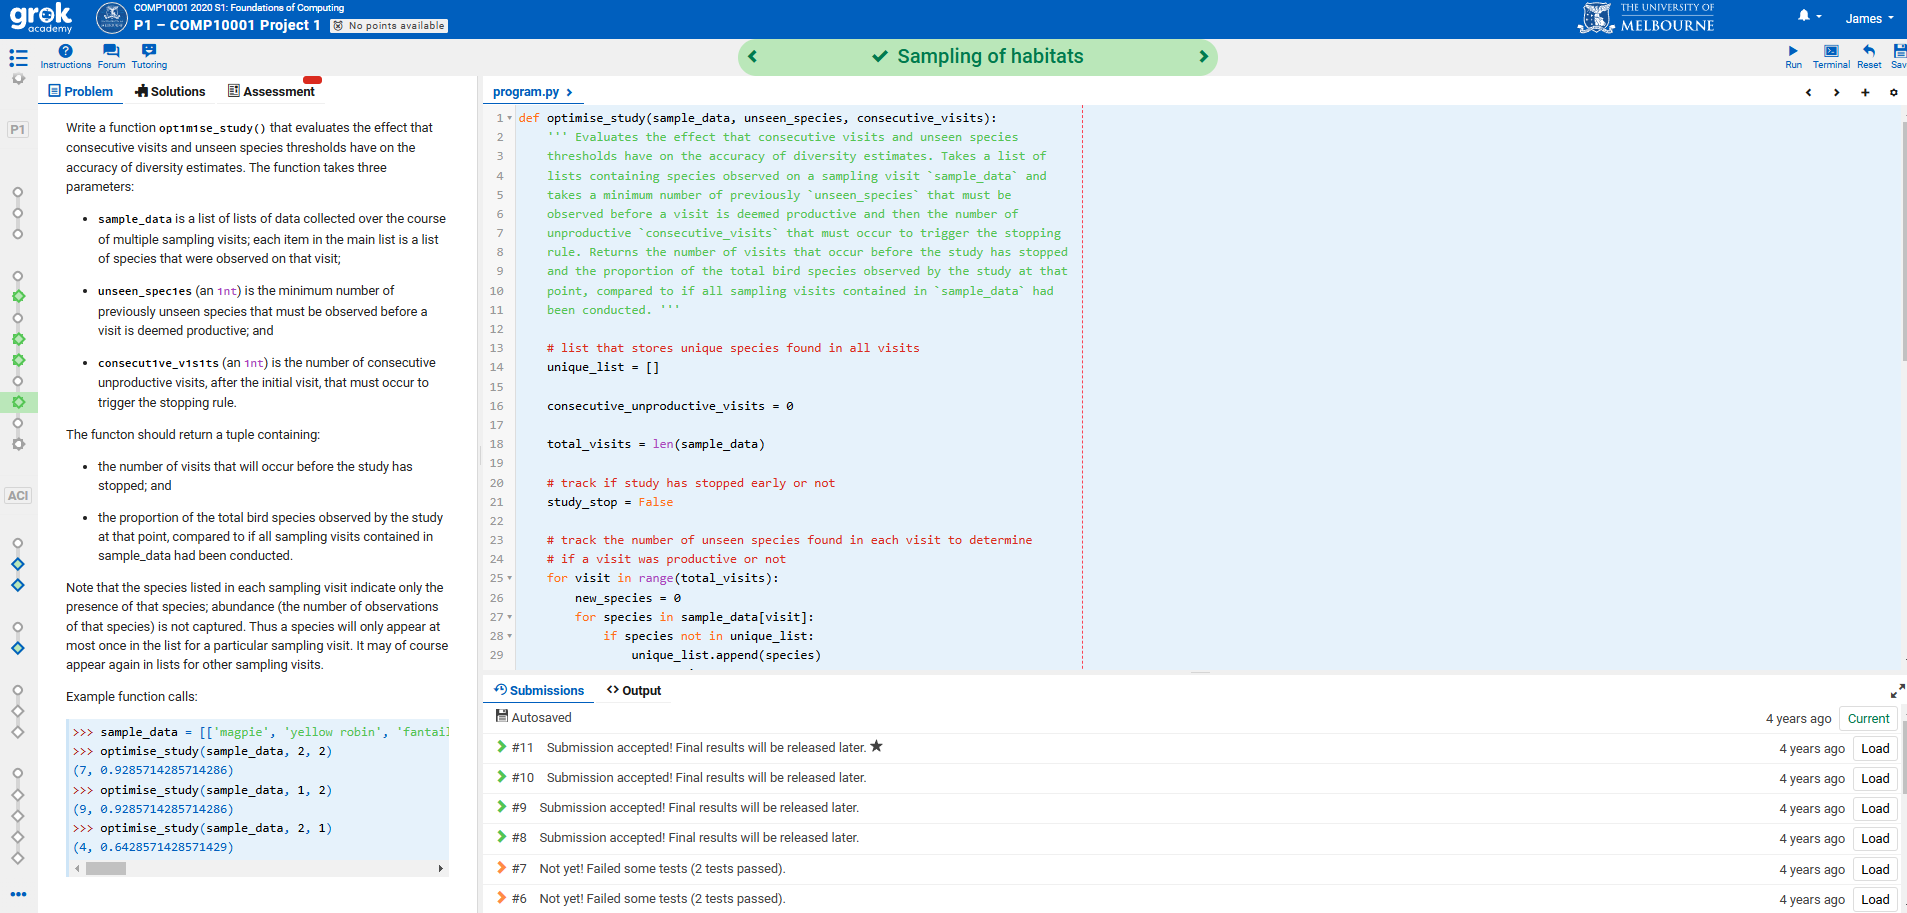 grok
academy
COMP10001 2020 S1: Foundations of Computing
P1 – COMP10001 Project 1
No points available
THE UNIVERSITY OF
MELBOURNE
James
Instructions
Forum
Tutoring
Sampling of habitats
Run
Terminal
Reset
Sav
P1
ACI
Problem
Solutions
Assessment
Write a function optimise_study() that evaluates the effect that
consecutive visits and unseen species thresholds have on the
accuracy of diversity estimates. The function takes three
parameters:
• sample_data is a list of lists of data collected over the course
of multiple sampling visits; each item in the main list is a list
of species that were observed on that visit;
• unseen_species (an int) is the minimum number of
previously unseen species that must be observed before a
visit is deemed productive; and
• consecutive_visits (an int) is the number of consecutive
unproductive visits, after the initial visit, that must occur to
trigger the stopping rule.
The functon should return a tuple containing:
• the number of visits that will occur before the study has
stopped; and
• the proportion of the total bird species observed by the study
at that point, compared to if all sampling visits contained in
sample_data had been conducted.
Note that the species listed in each sampling visit indicate only the
presence of that species; abundance (the number of observations
of that species) is not captured. Thus a species will only appear at
most once in the list for a particular sampling visit. It may of course
appear again in lists for other sampling visits.
Example function calls:
>>> sample_data = [['magpie', 'yellow robin', 'fantail
>>> optimise_study(sample_data, 2, 2)
(7, 0.9285714285714286)
>>> optimise_study(sample_data, 1, 2)
(9, 0.9285714285714286)
>>> optimise_study(sample_data, 2, 1)
(4, 0.6428571428571429)
program.py
1 def optimise_study(sample_data, unseen_species, consecutive_visits):
2 ''' Evaluates the effect that consecutive visits and unseen species
3 thresholds have on the accuracy of diversity estimates. Takes a list of
4 lists containing species observed on a sampling visit `sample_data` and
5 takes a minimum number of previously `unseen_species` that must be
6 observed before a visit is deemed productive and then the number of
7 unproductive `consecutive_visits` that must occur to trigger the stopping
8 rule. Returns the number of visits that occur before the study has stopped
9 and the proportion of the total bird species observed by the study at that
10 point, compared to if all sampling visits contained in `sample_data` had
11 been conducted. '''
12
13 # list that stores unique species found in all visits
14 unique_list = []
15
16 consecutive_unproductive_visits = 0
17
18 total_visits = len(sample_data)
19
20 # track if study has stopped early or not
21 study_stop = False
22
23 # track the number of unseen species found in each visit to determine
24 # if a visit was productive or not
25 for visit in range(total_visits):
26 new_species = 0
27 for species in sample_data[visit]:
28 if species not in unique_list:
29 unique_list.append(species)
Submissions
Output
Autosaved 4 years ago Current
#11 Submission accepted! Final results will be released later. ★ 4 years ago Load
#10 Submission accepted! Final results will be released later. 4 years ago Load
#9 Submission accepted! Final results will be released later. 4 years ago Load
#8 Submission accepted! Final results will be released later. 4 years ago Load
#7 Not yet! Failed some tests (2 tests passed). 4 years ago Load
#6 Not yet! Failed some tests (2 tests passed). 4 years ago Load